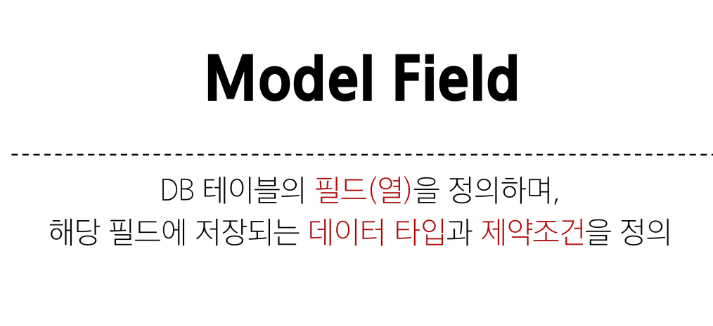 Model Field
DB 테이블의 필드(열)을 정의하며,
해당 필드에 저장되는 데이터 타입과 제약조건을 정의